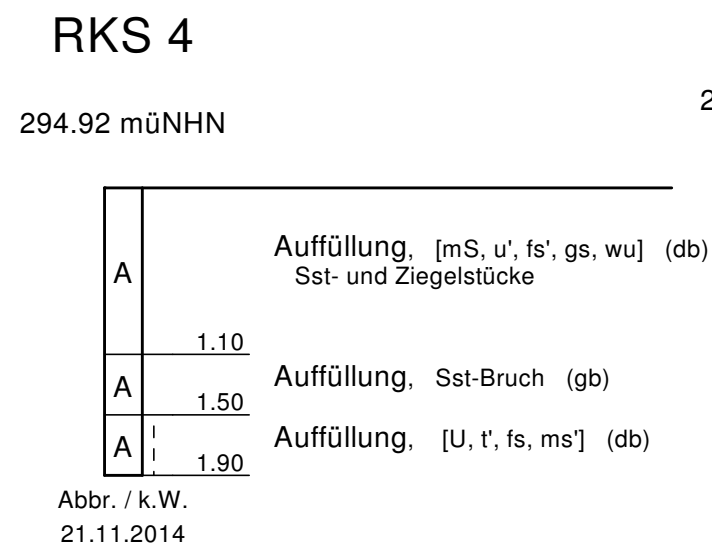 RKS 4
2
294.92 müNHN
A
Auffüllung, [mS, u', fs', gs, wu] (db)
Sst- und Ziegelstücke
1.10
A
Auffüllung, Sst-Bruch (gb)
1.50
A
Auffüllung, [U, t', fs, ms'] (db)
1.90
Abbr. / k.W.
21.11.2014